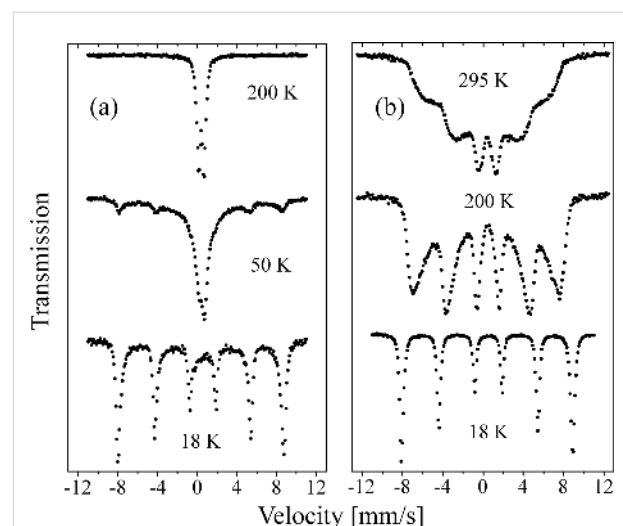 Transmission
(a)
200 K
50 K
18 K
-12 -8 -4 0 4 8 12
(b)
295 K
200 K
18 K
-12 -8 -4 0 4 8 12
Velocity [mm/s]